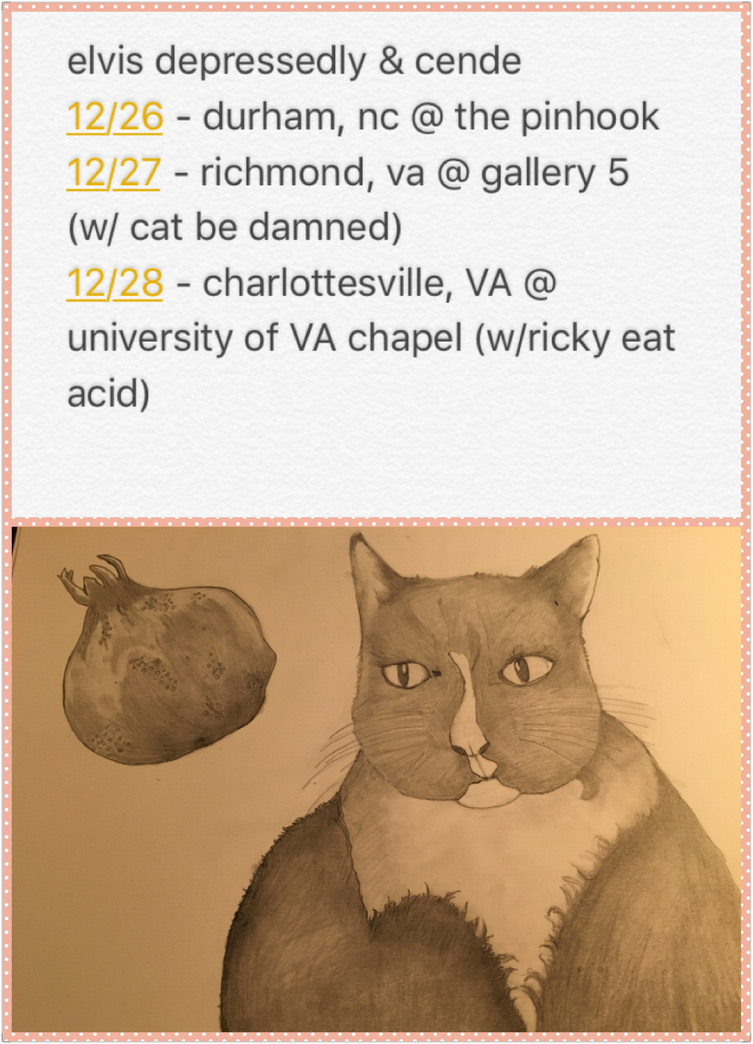 elvis depressedly & cende
12/26 - durham, nc @ the pinhook
12/27 - richmond, va @ gallery 5
(w/ cat be damned)
12/28 - charlottesville, VA @
university of VA chapel (w/ricky eat
acid)